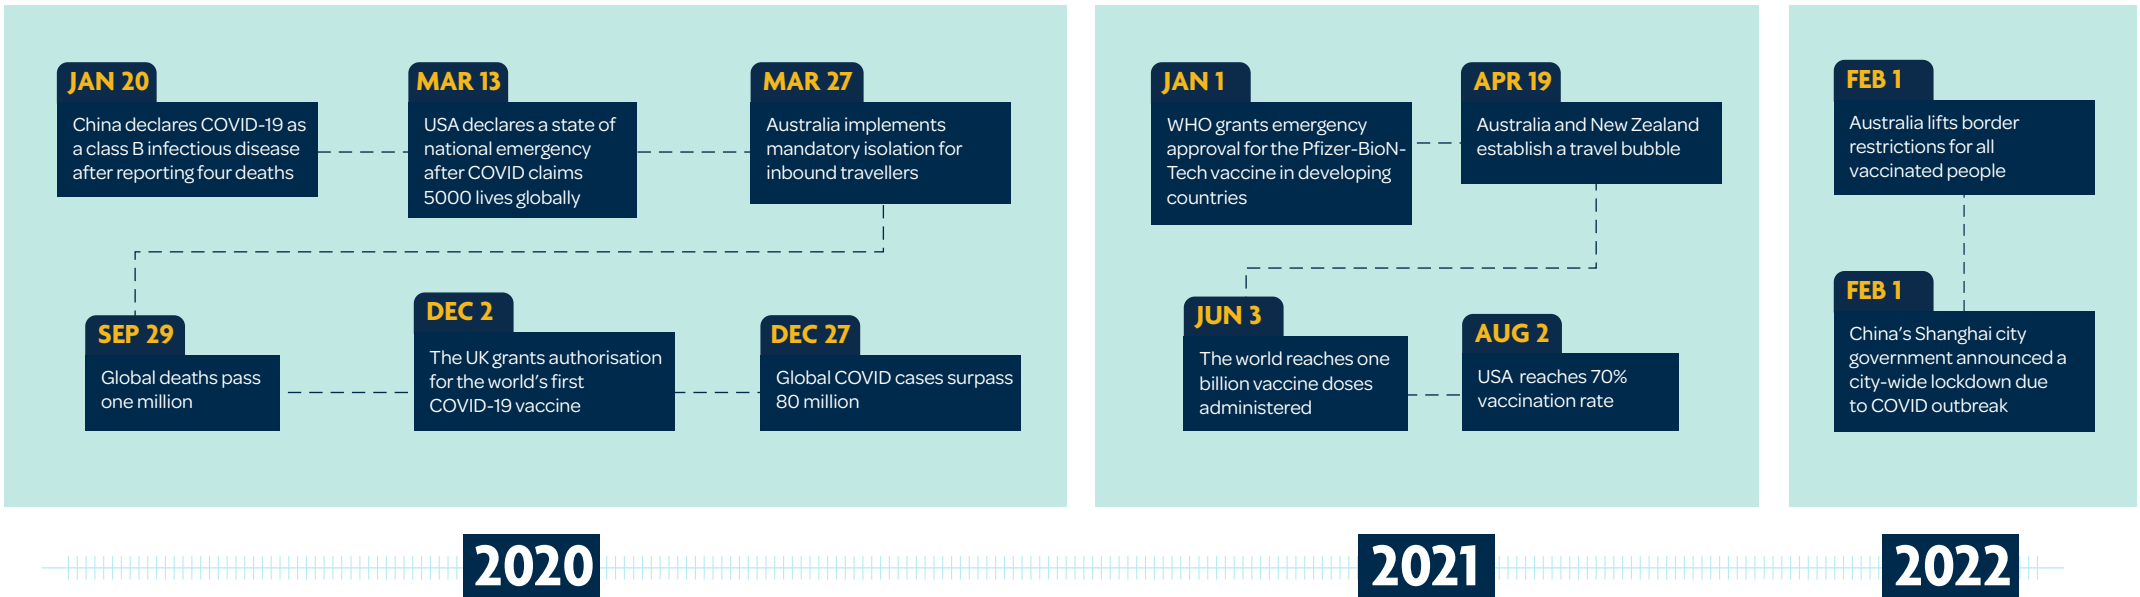 JAN 20
China declares COVID-19 as
a class B infectious disease
after reporting four deaths
MAR 13
USA declares a state of
national emergency
after COVID claims
5000 lives globally
MAR 27
Australia implements
mandatory isolation for
inbound travellers
SEP 29
Global deaths pass
one million
DEC 2
The UK grants authorisation
for the world's first
COVID-19 vaccine
DEC 27
Global COVID cases surpass
80 million
2020
JAN 1
WHO grants emergency
approval for the Pfizer-BioN-
Tech vaccine in developing
countries
APR 19
Australia and New Zealand
establish a travel bubble
JUN 3
The world reaches one
billion vaccine doses
administered
AUG 2
USA reaches 70%
vaccination rate
2021
FEB 1
Australia lifts border
restrictions for all
vaccinated people
FEB 1
China's Shanghai city
government announced a
city-wide lockdown due
to COVID outbreak
2022